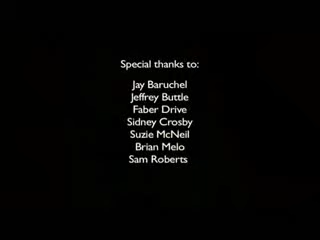 Special thanks to:
Jay Baruchel
Jeffrey Buttle
Faber Drive
Sidney Crosby
Suzie McNeil
Brian Melo
Sam Roberts